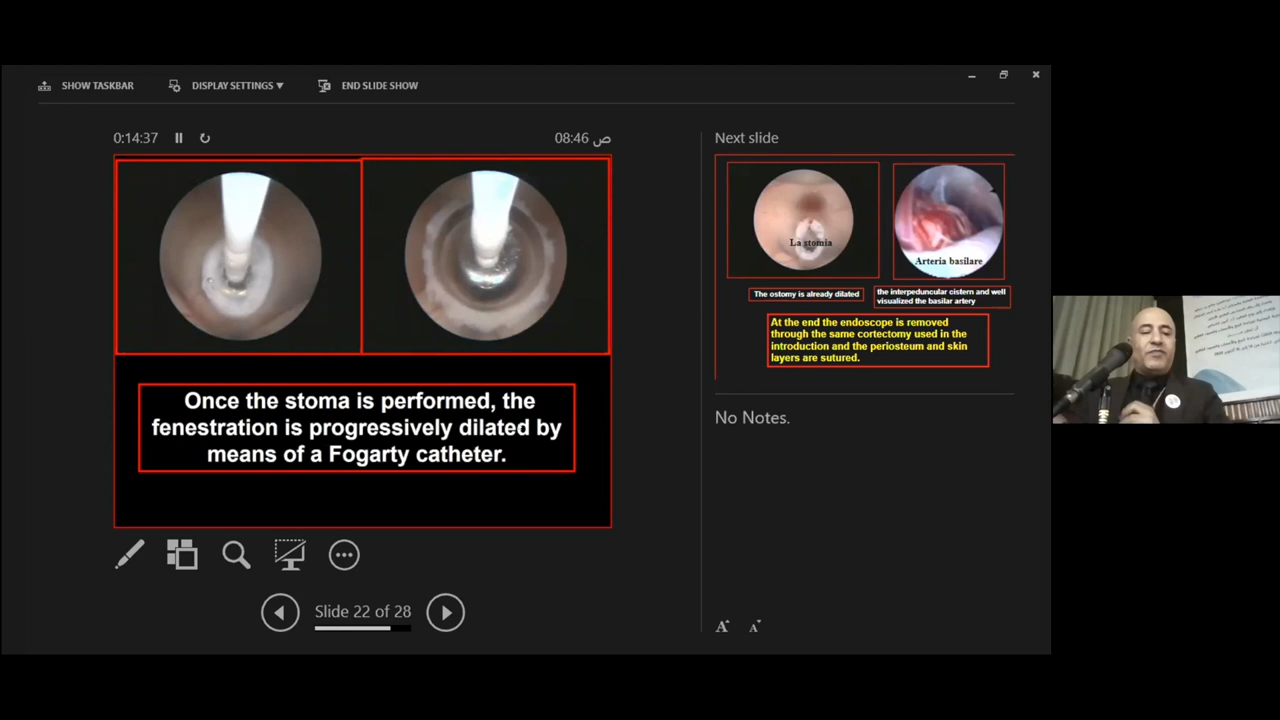 SHOW TASKBAR
DISPLAY SETTINGS ▾
END SLIDE SHOW
0:14:37
08:46 ص
Once the stoma is performed, the
fenestration is progressively dilated by
means of a Fogarty catheter.
Slide 22 of 28
Next slide
La stomia
Arteria basilare
The ostomy is already dilated
the interpeduncular cistern and well
visualized the basilar artery
At the end the endoscope is removed
through the same cortectomy used in the
introduction and the periosteum and skin
layers are sutured.
No Notes.
A
A